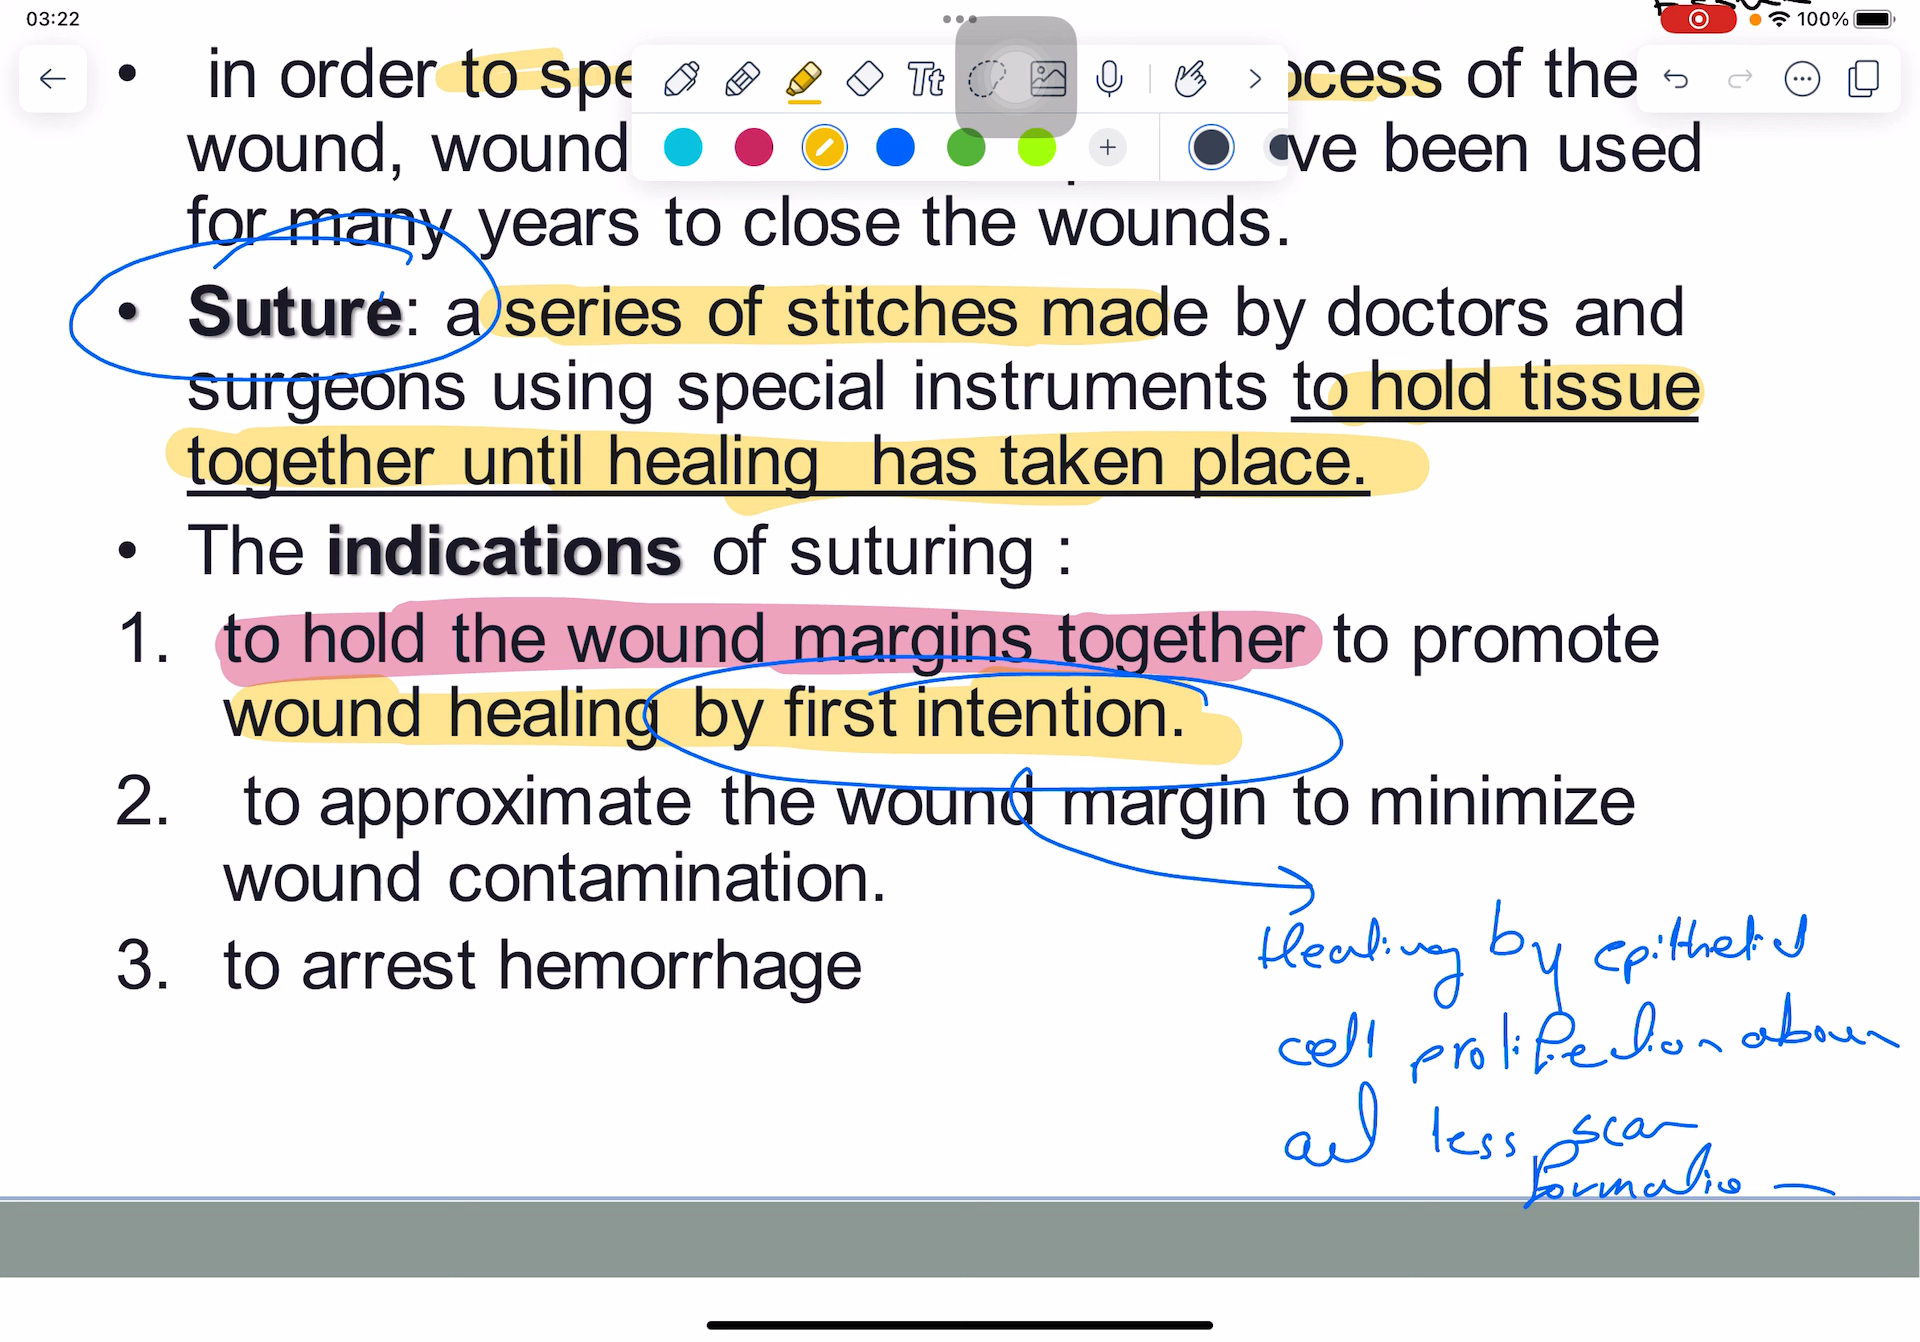 03:22
100%
• in order to spe ocess of the
wound, wound ve been used
for many years to close the wounds.
• Suture: a series of stitches made by doctors and
surgeons using special instruments to hold tissue
together until healing has taken place.
• The indications of suturing :
1. to hold the wound margins together to promote
wound healing by first intention.
2. to approximate the wound margin to minimize
wound contamination.
3. to arrest hemorrhage
Healing by epithelial
cell proliferation
and less scar
formation